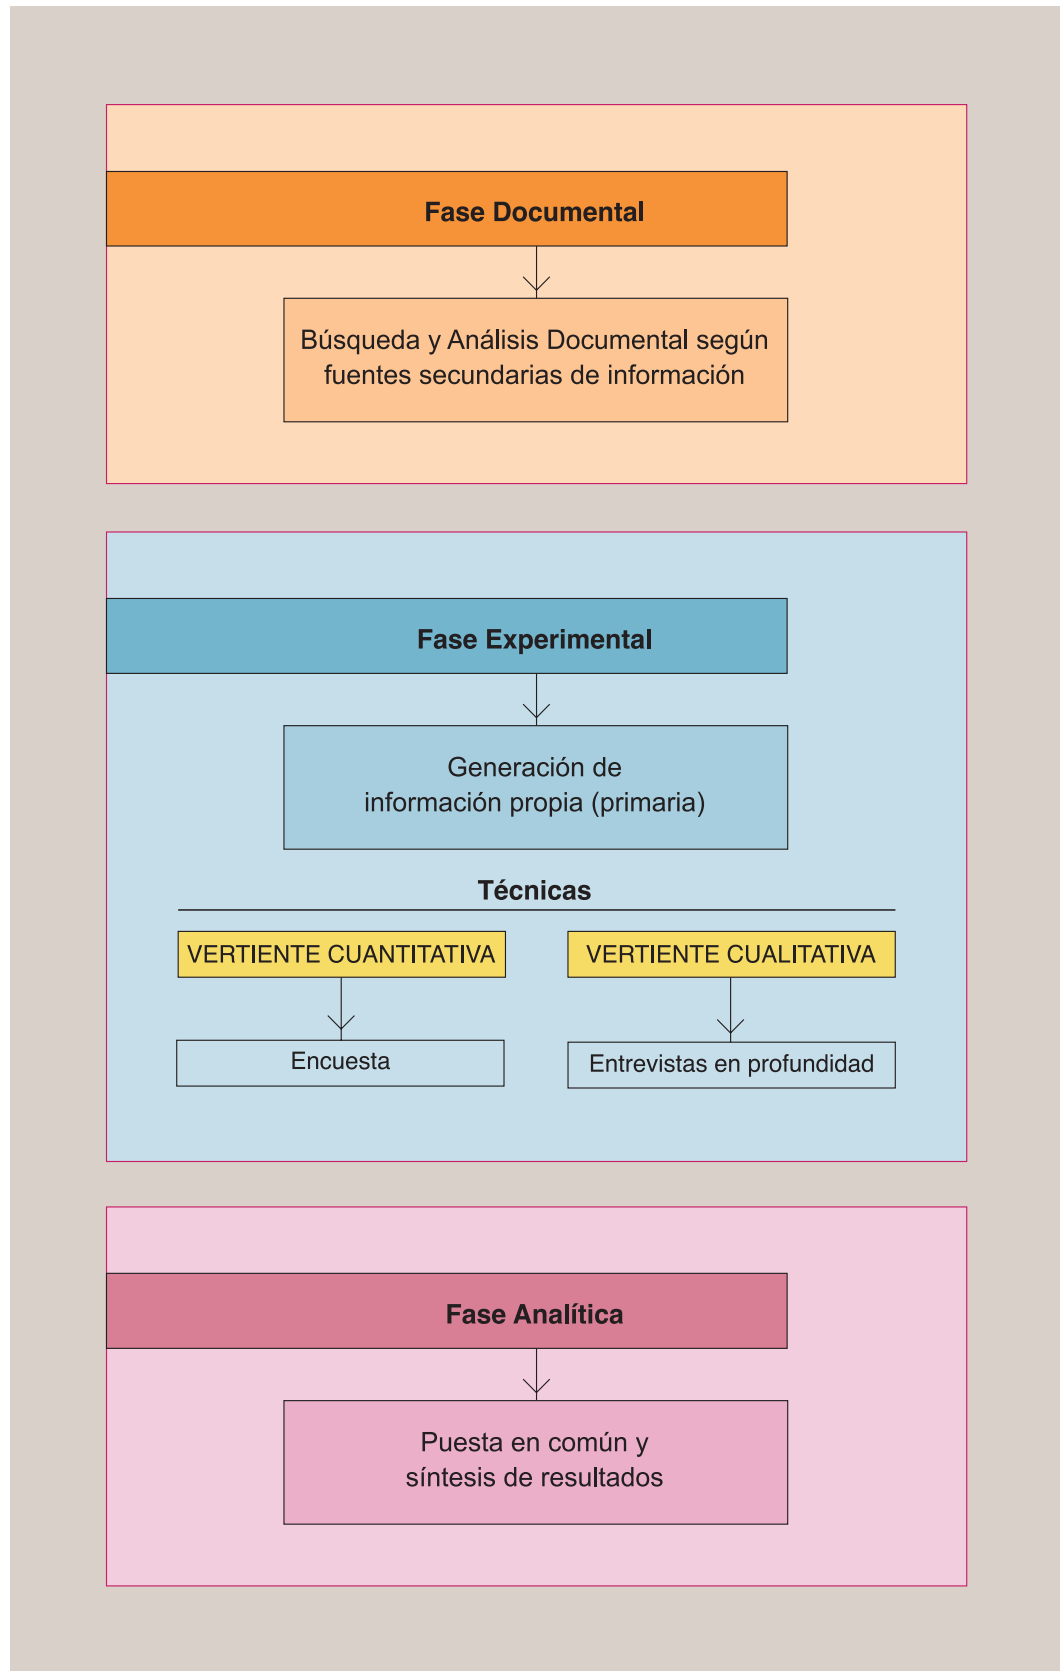 Fase Documental
Búsqueda y Análisis Documental según
fuentes secundarias de información
Fase Experimental
Generación de
información propia (primaria)
Técnicas
VERTIENTE CUANTITATIVA
VERTIENTE CUALITATIVA
Encuesta
Entrevistas en profundidad
Fase Analítica
Puesta en común y
síntesis de resultados